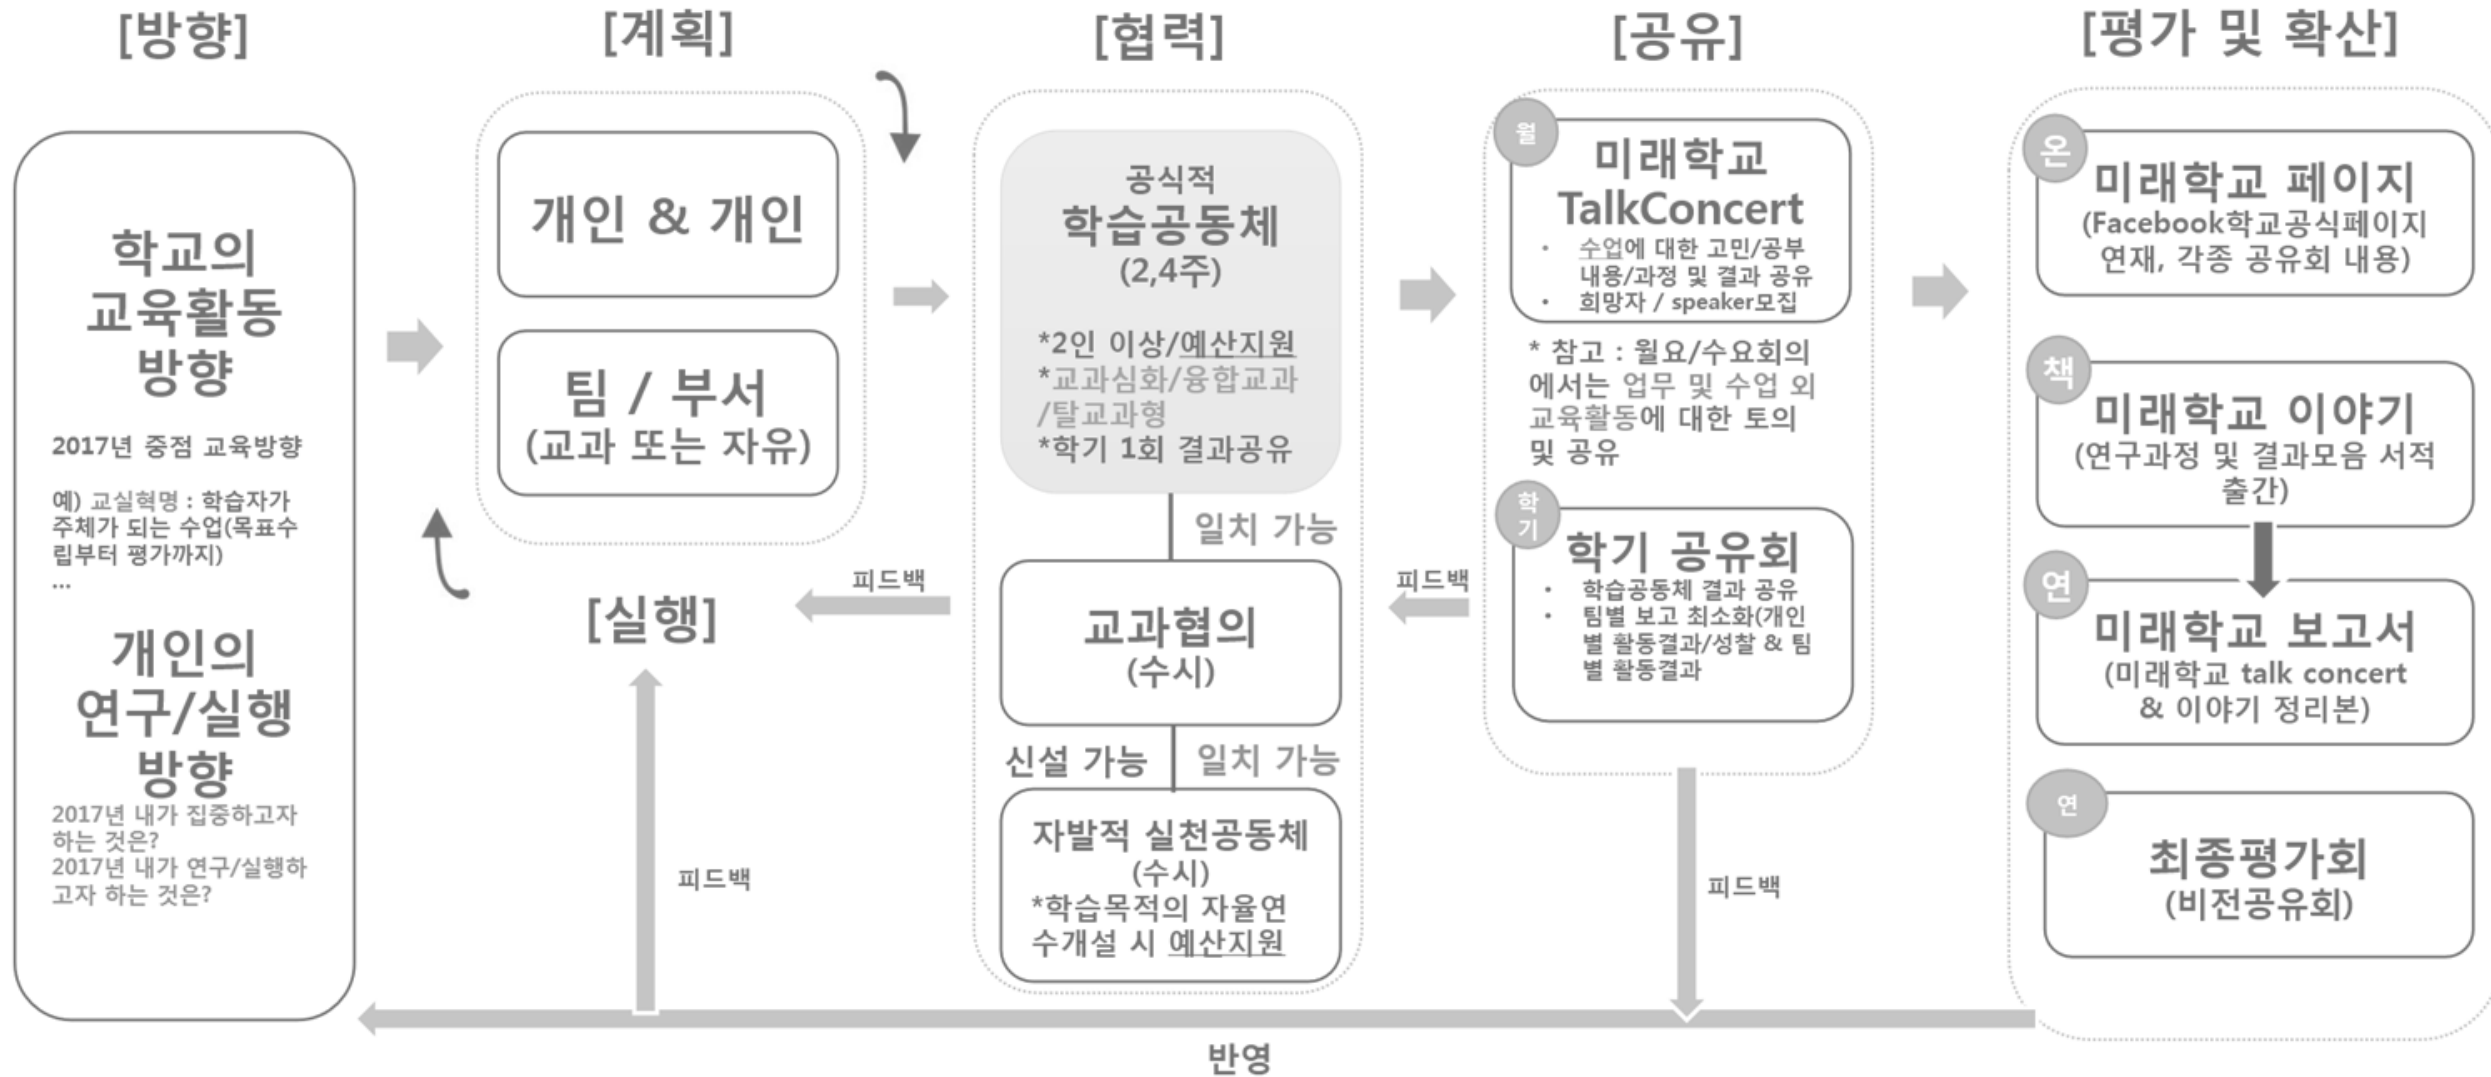 [방향]
학교의
교육활동
방향
2017년 중점 교육방향
예) 교실혁명 : 학습자가
주체가 되는 수업(목표수
립부터 평가까지)
...
개인의
연구/실행
방향
2017년 내가 집중하고자
하는 것은?
2017년 내가 연구/실행하
고자 하는 것은?
[계획]
개인 & 개인
팀 / 부서
(교과 또는 자유)
[실행]
피드백
피드백
[협력]
공식적
학습공동체
(2,4주)
*2인 이상/예산지원
*교과심화/융합교과
/탈교과형
*학기 1회 결과공유
일치 가능
교과협의
(수시)
신설 가능
일치 가능
자발적 실천공동체
(수시)
*학습목적의 자율연
수개설 시 예산지원
피드백
[공유]
월
미래학교
TalkConcert
• 수업에 대한 고민/공부
내용/과정 및 결과 공유
• 희망자 / speaker모집
* 참고 : 월요/수요회의
에서는 업무 및 수업 외
교육활동에 대한 토의
및 공유
학
기
학기 공유회
• 학습공동체 결과 공유
• 팀별 보고 최소화(개인
별 활동결과/성찰 & 팀
별 활동결과
피드백
[평가 및 확산]
온
미래학교 페이지
(Facebook학교공식페이지
연재, 각종 공유회 내용)
책
미래학교 이야기
(연구과정 및 결과모음 서적
출간)
연
미래학교 보고서
(미래학교 talk concert
& 이야기 정리본)
연
최종평가회
(비전공유회)
반영